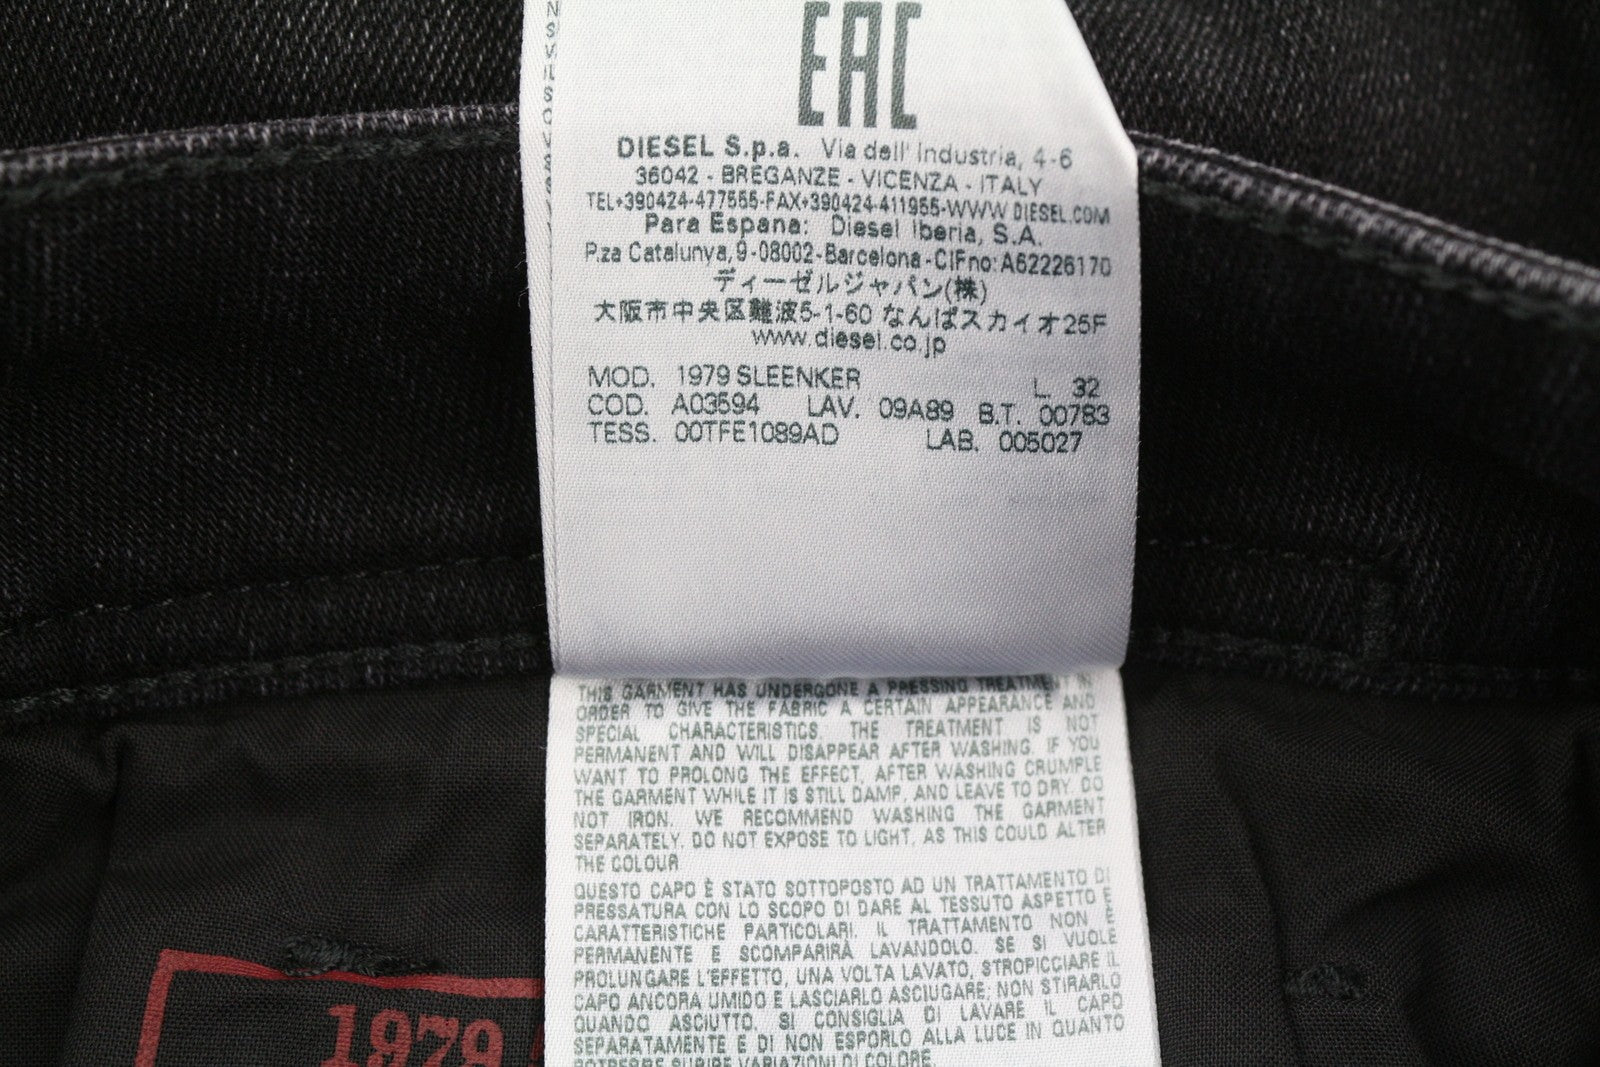 EAC
DIESEL S.p.a. Via dell' Industria, 4-6
36042 - BREGANZE - VICENZA - ITALY
TEL+390424-477555-FAX+390424-411955-WWW.DIESEL.COM
Para Espana: Diesel Iberia, S.A.
P.za Catalunya, 9-08002-Barcelona-CIFno:A62226170
ディーゼルジャパン(株)
大阪市中央区難波5-1-60 なんばスカイオ25F
www.diesel.co.jp
MOD. 1979 SLEENKER L. 32
COD. A03594 LAV. 09A89 B.T. 00783
TESS. 00TFE1089AD LAB. 005027
THIS GARMENT HAS UNDERGONE A PRESSING TREATMENT IN
ORDER TO GIVE THE FABRIC A CERTAIN APPEARANCE AND
SPECIAL CHARACTERISTICS. THE TREATMENT IS NOT
PERMANENT AND WILL DISAPPEAR AFTER WASHING. IF YOU
WANT TO PROLONG THE EFFECT, AFTER WASHING CRUMPLE
THE GARMENT WHILE IT IS STILL DAMP, AND LEAVE TO DRY. DO
NOT IRON. WE RECOMMEND WASHING THE GARMENT
SEPARATELY. DO NOT EXPOSE TO LIGHT, AS THIS COULD ALTER
THE COLOUR
QUESTO CAPO È STATO SOTTOPOSTO AD UN TRATTAMENTO DI
PRESSATURA CON LO SCOPO DI DARE AL TESSUTO ASPETTO E
CARATTERISTICHE PARTICOLARI. IL TRATTAMENTO NON È
PERMANENTE E SCOMPARIRÀ LAVANDOLO. SE SI VUOLE
PROLUNGARE L'EFFETTO, UNA VOLTA LAVATO, STROPICCIARE IL
CAPO ANCORA UMIDO E LASCIARLO ASCIUGARE; NON STIRARLO
QUANDO ASCIUTTO. SI CONSIGLIA DI LAVARE IL CAPO
SEPARATAMENTE E DI NON ESPORLO ALLA LUCE IN QUANTO
POTREBBE SUBIRE VARIAZIONI DI COLORE.
1979